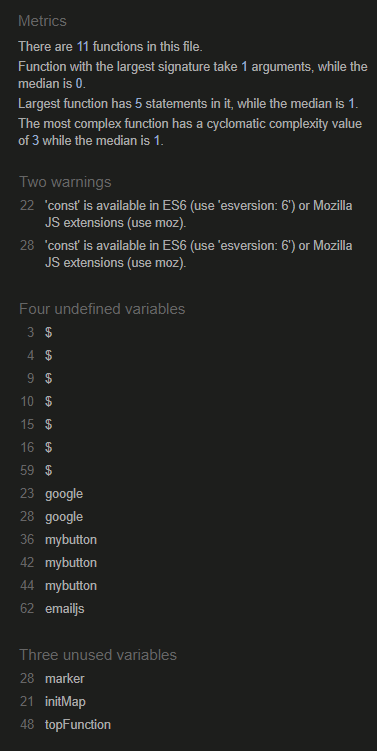 Metrics
There are 11 functions in this file.
Function with the largest signature take 1 arguments, while the
median is 0.
Largest function has 5 statements in it, while the median is 1.
The most complex function has a cyclomatic complexity value
of 3 while the median is 1.
Two warnings
22 'const' is available in ES6 (use 'esversion: 6') or Mozilla
JS extensions (use moz).
28 'const' is available in ES6 (use 'esversion: 6') or Mozilla
JS extensions (use moz).
Four undefined variables
3 $
4 $
9 $
10 $
15 $
16 $
59 $
23 google
28 google
36 mybutton
42 mybutton
44 mybutton
62 emailjs
Three unused variables
28 marker
21 initMap
48 topFunction